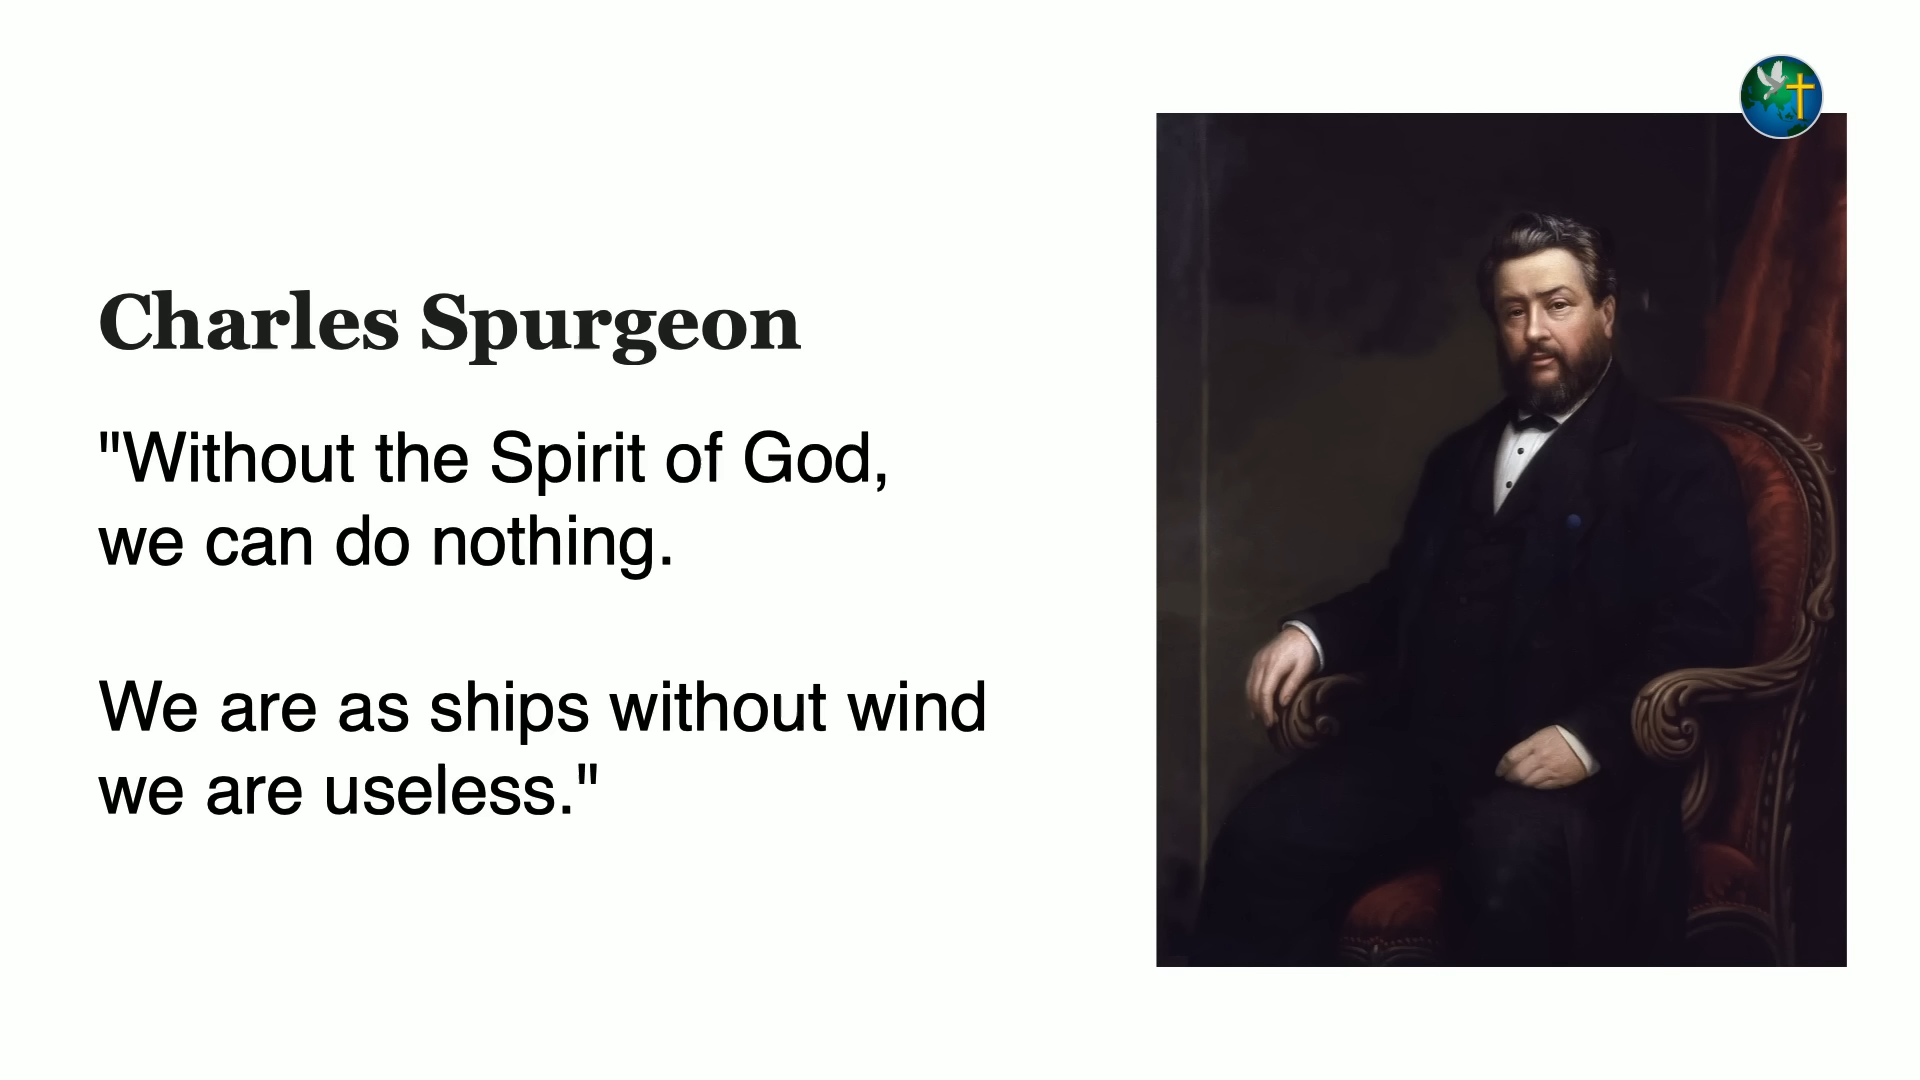 Charles Spurgeon
"Without the Spirit of God,
we can do nothing.
We are as ships without wind
we are useless."